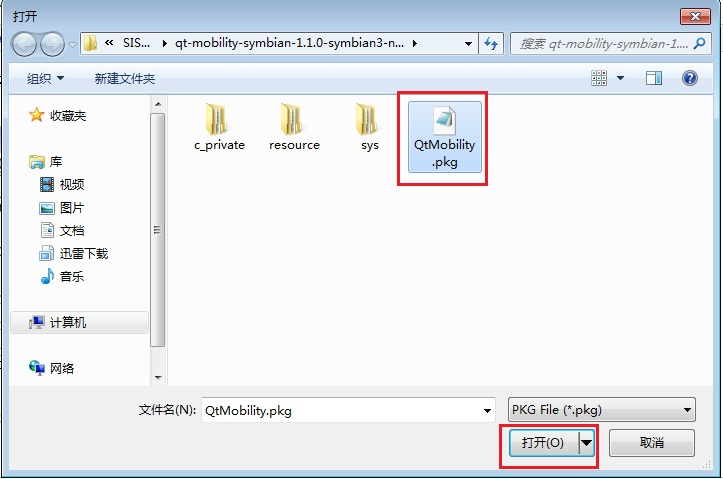 打开
« SIS... ▸ qt-mobility-symbian-1.1.0-symbian3-n... ▸
搜索 qt-mobility-symbian-1....
组织
新建文件夹
收藏夹
库
视频
图片
文档
迅雷下载
音乐
计算机
网络
c_private
resource
sys
QtMobility
.pkg
文件名(N):
QtMobility.pkg
PKG File (*.pkg)
打开(O)
取消